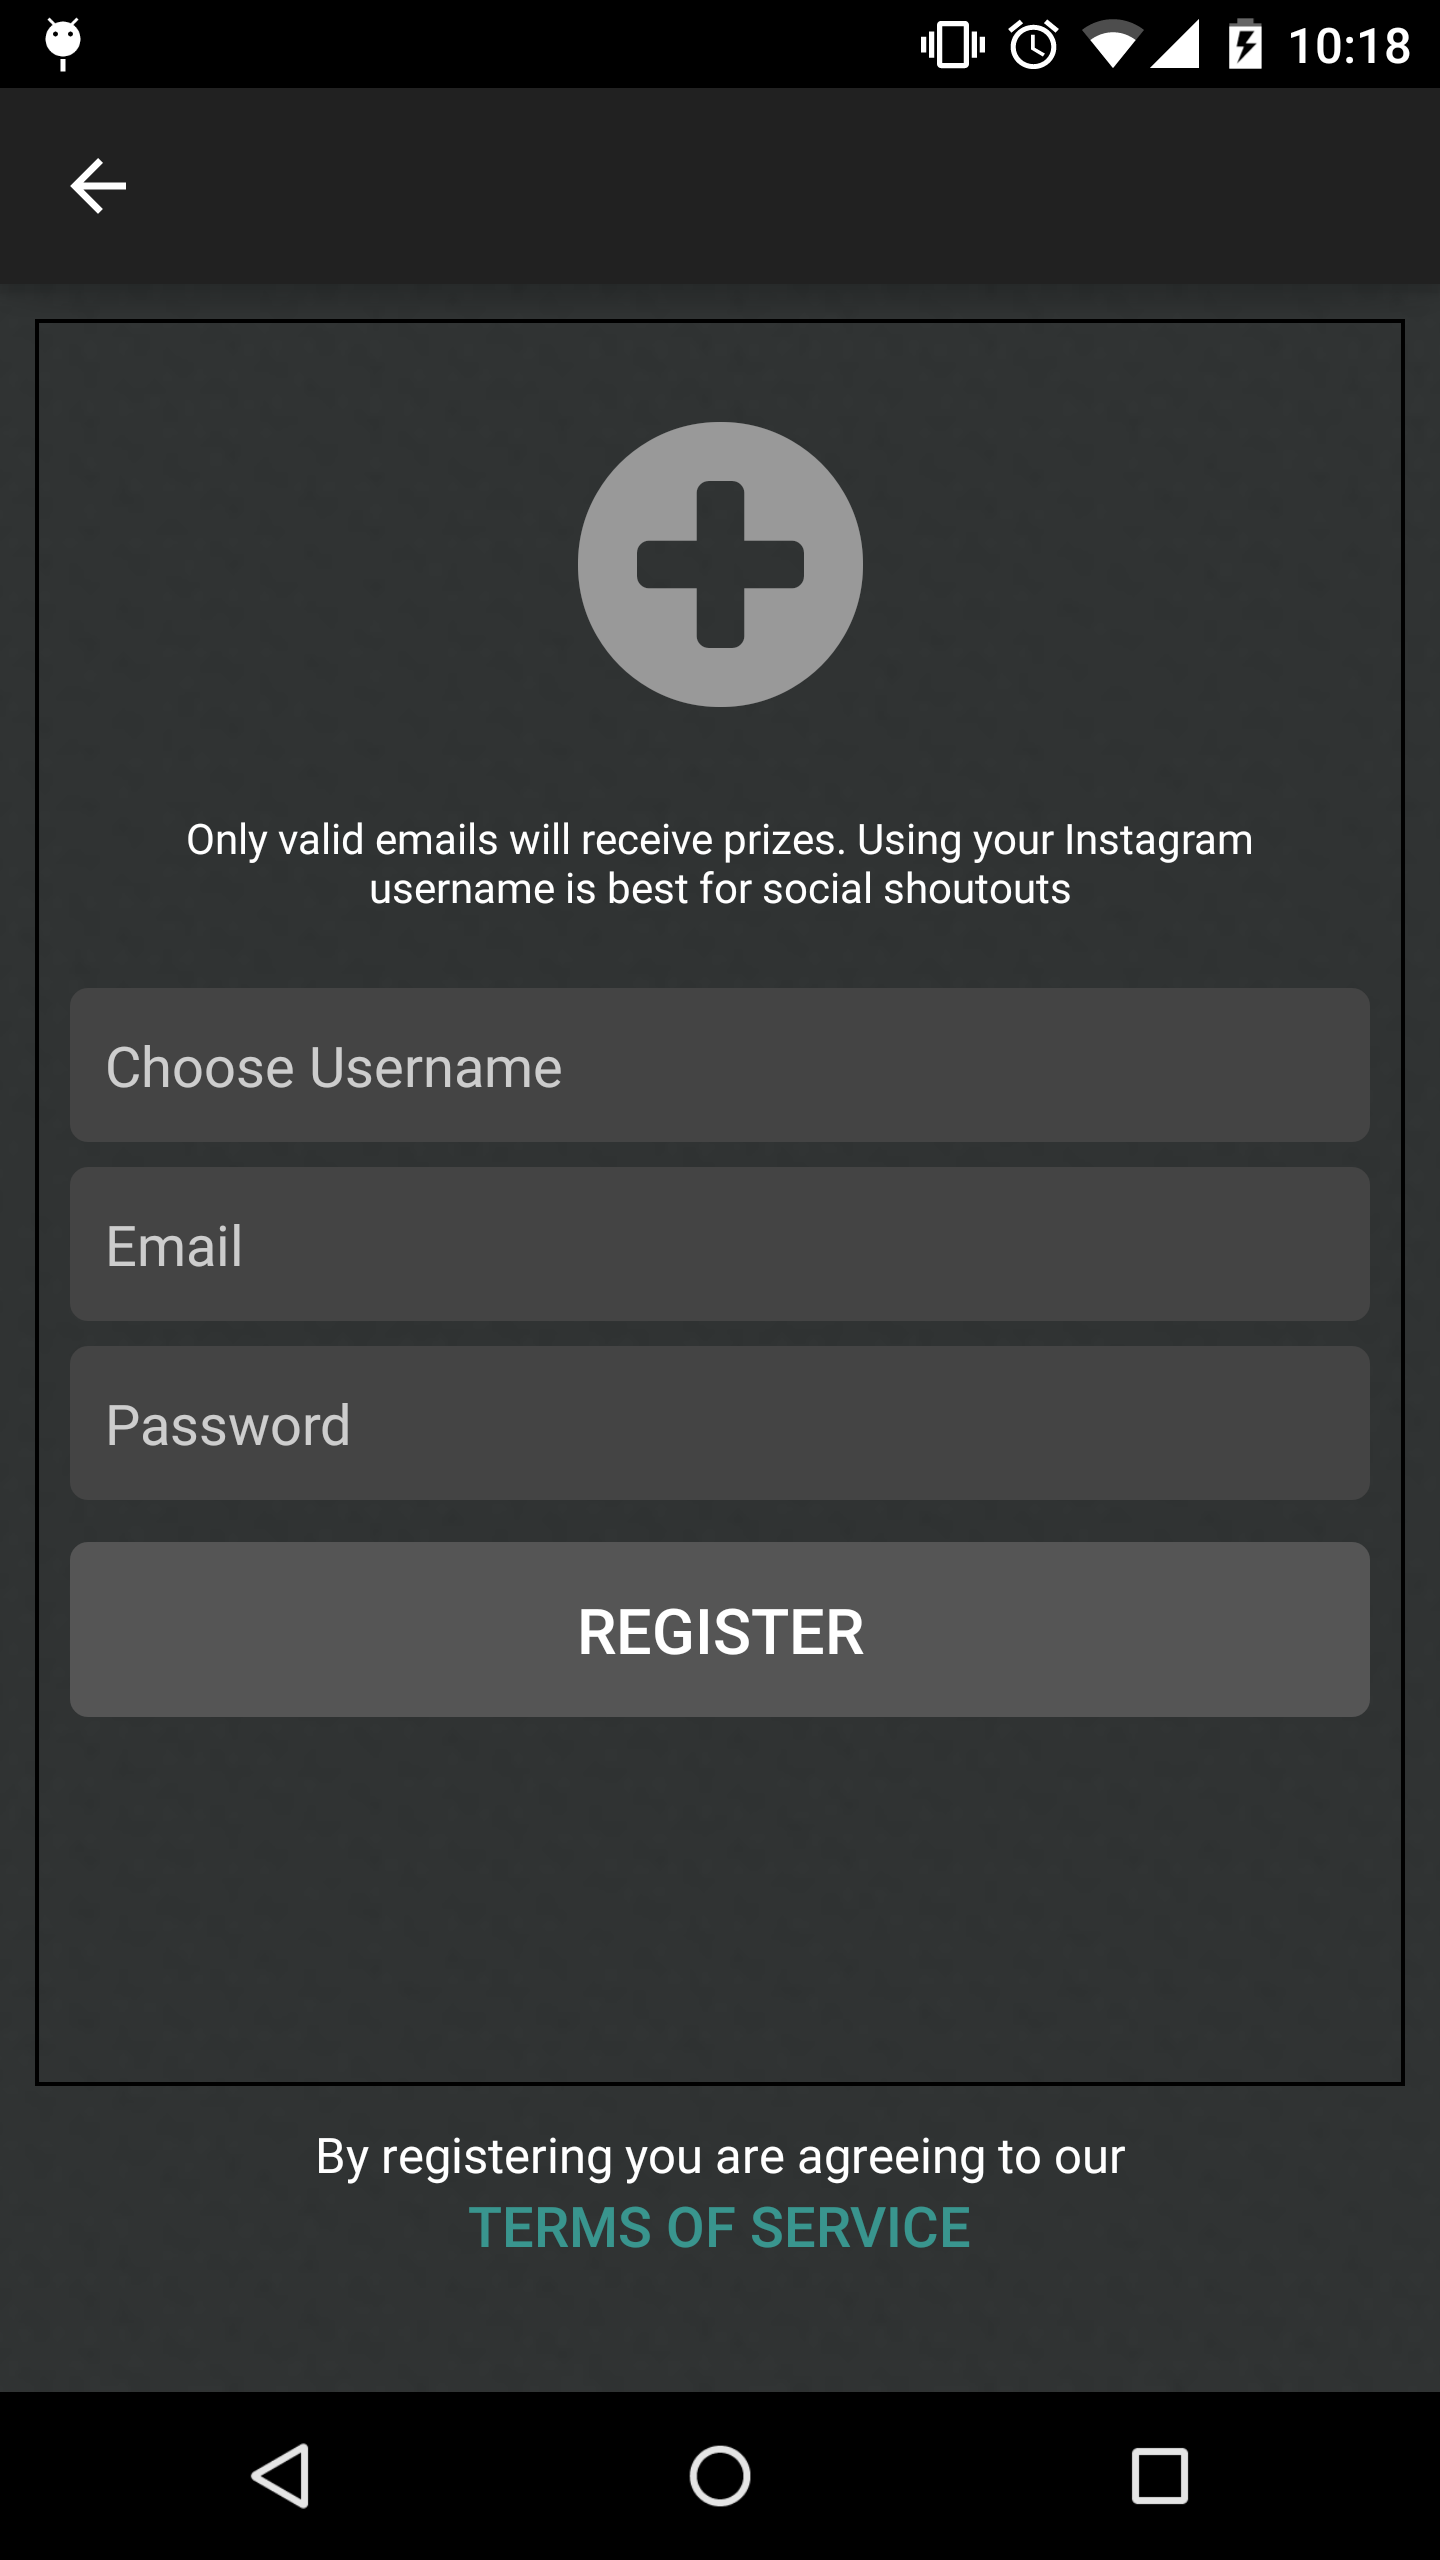 10:18
Only valid emails will receive prizes. Using your Instagram
username is best for social shoutouts
Choose Username
Email
Password
REGISTER
By registering you are agreeing to our
TERMS OF SERVICE